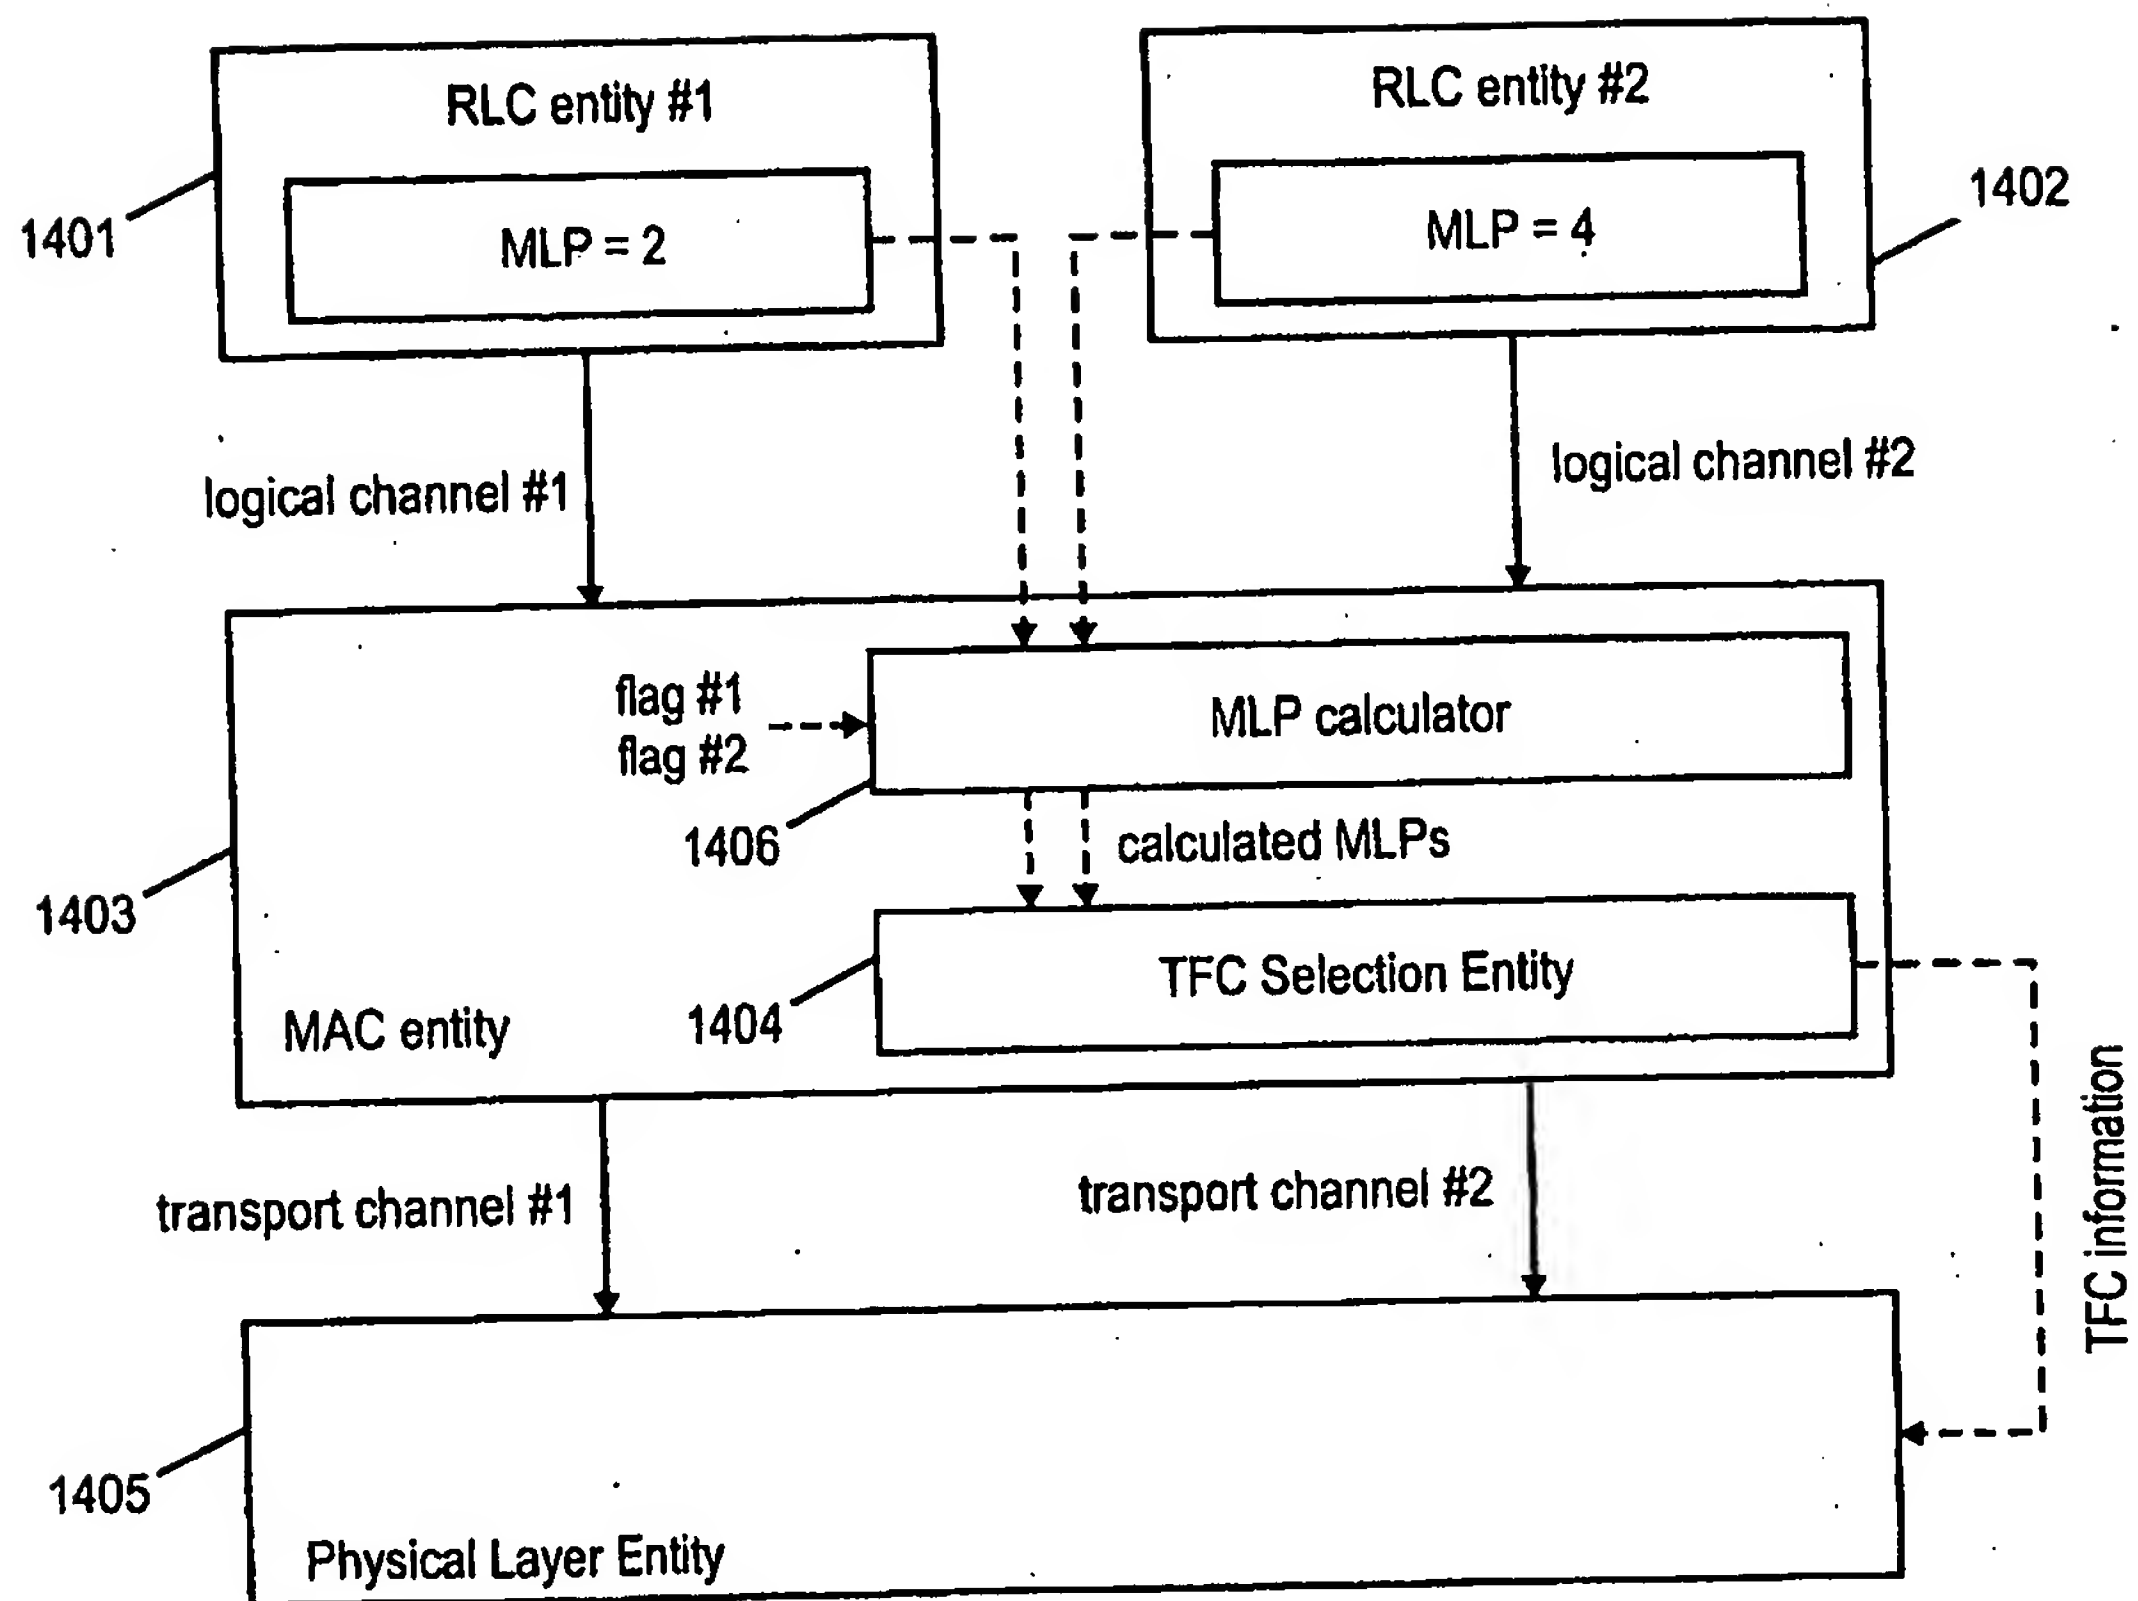 RLC entity #1
RLC entity #2
MLP = 2
MLP = 4
1401
1402
logical channel #1
logical channel #2
flag #1
flag #2
MLP calculator
1406
calculated MLPs
1403
TFC Selection Entity
1404
MAC entity
transport channel #1
transport channel #2
TFC information
1405
Physical Layer Entity